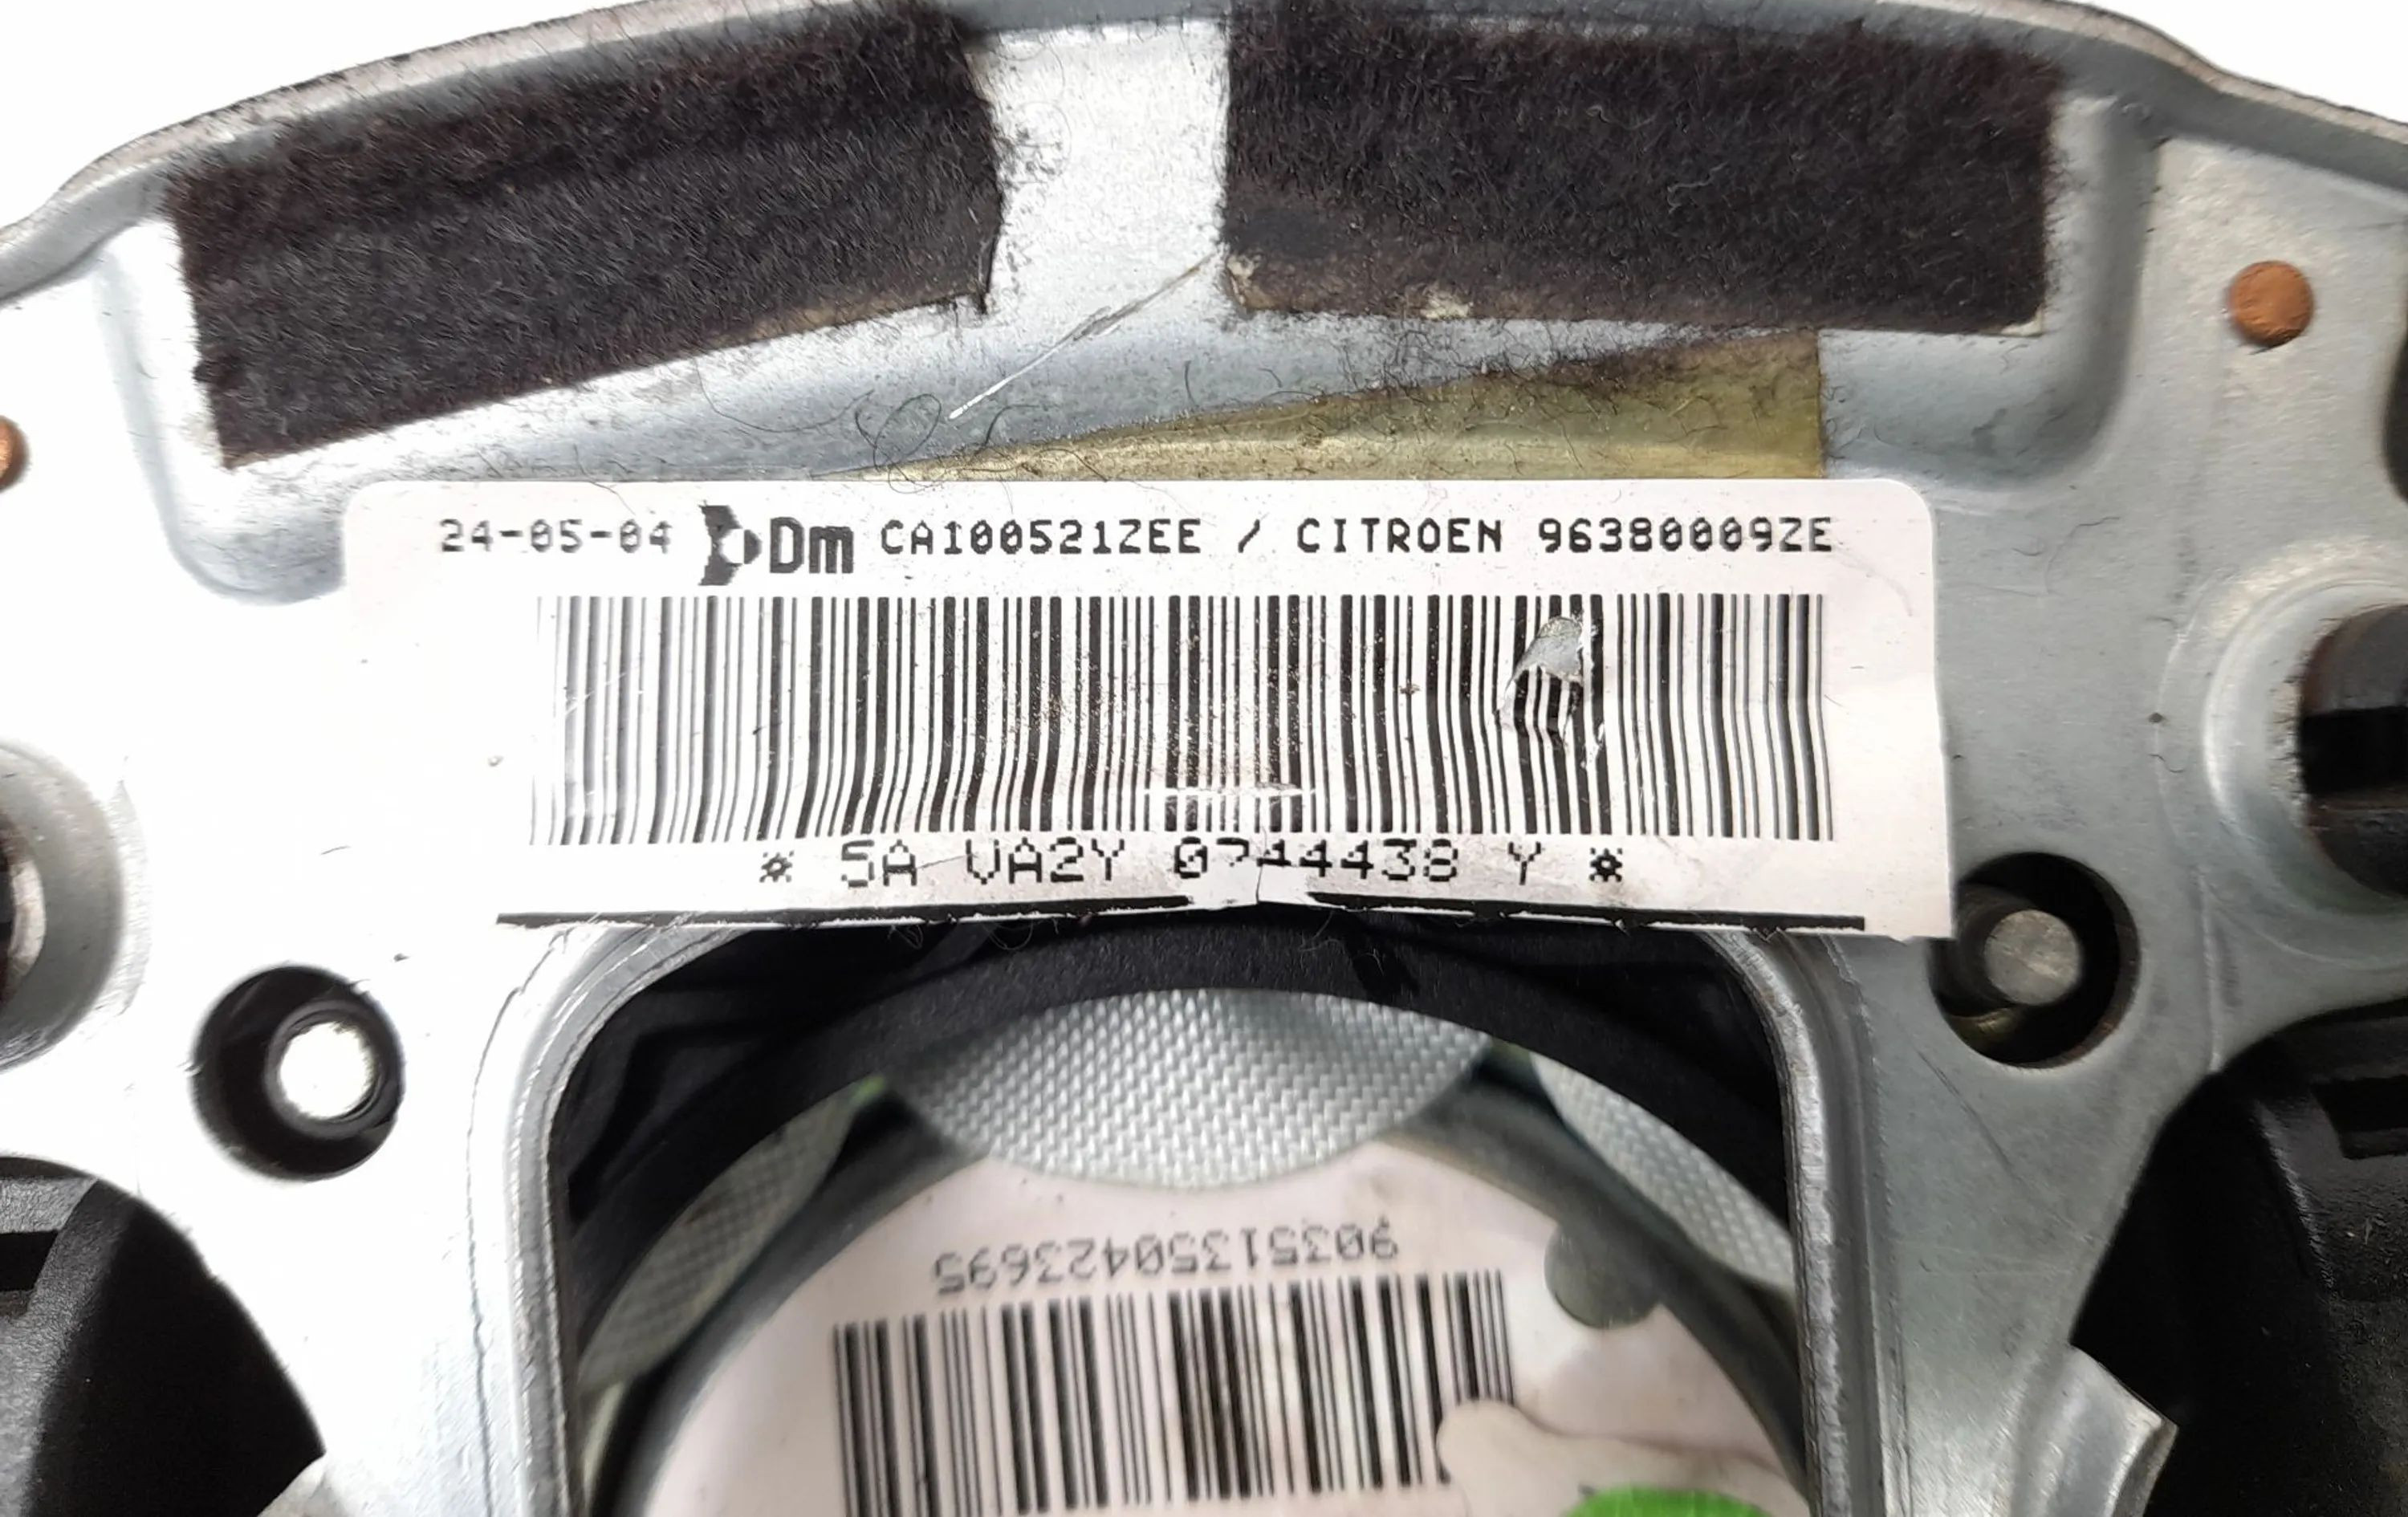 24-05-04 Dm CA100521ZEE / CITROEN 96380009ZE
* 5A VA2Y 0744438 Y *
90351350423695